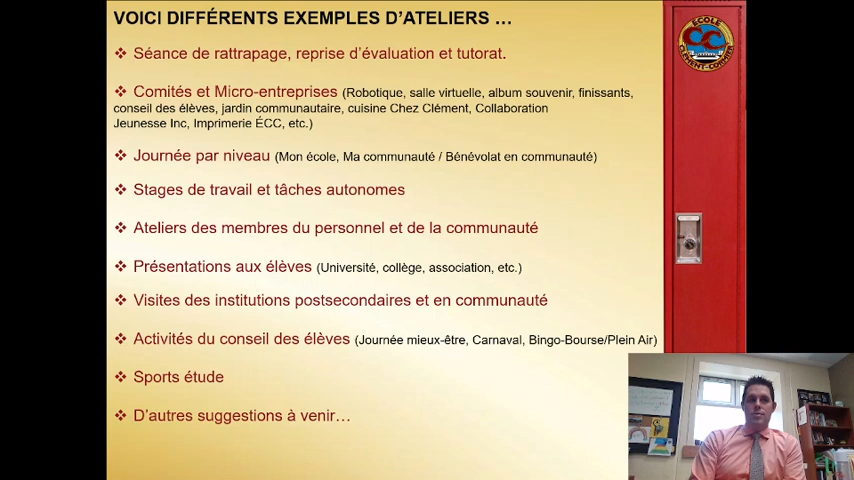 VOICI DIFFÉRENTS EXEMPLES D'ATELIERS …
❖ Séance de rattrapage, reprise d'évaluation et tutorat.
❖ Comités et Micro-entreprises (Robotique, salle virtuelle, album souvenir, finissants,
conseil des élèves, jardin communautaire, cuisine Chez Clément, Collaboration
Jeunesse Inc, Imprimerie ÉCC, etc.)
❖ Journée par niveau (Mon école, Ma communauté / Bénévolat en communauté)
❖ Stages de travail et tâches autonomes
❖ Ateliers des membres du personnel et de la communauté
❖ Présentations aux élèves (Université, collège, association, etc.)
❖ Visites des institutions postsecondaires et en communauté
❖ Activités du conseil des élèves (Journée mieux-être, Carnaval, Bingo-Bourse/Plein Air)
❖ Sports étude
❖ D'autres suggestions à venir…
ÉCOLE
CC
CLÉMENT-CORMIER